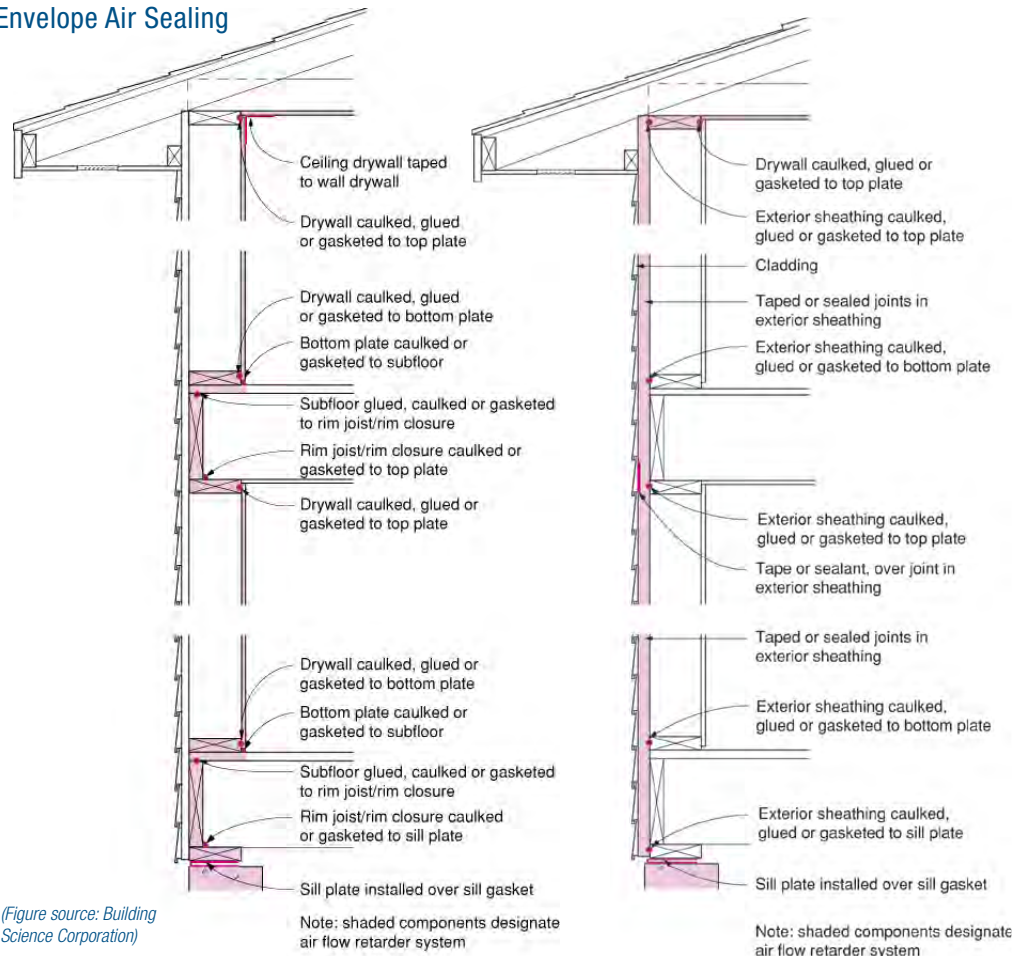 Envelope Air Sealing
Ceiling drywall taped
to wall drywall
Drywall caulked, glued
or gasketed to top plate
Drywall caulked, glued
or gasketed to bottom plate
Bottom plate caulked or
gasketed to subfloor
Subfloor glued, caulked or gasketed
to rim joist/rim closure
Rim joist/rim closure caulked or
gasketed to top plate
Drywall caulked, glued or
gasketed to top plate
Drywall caulked, glued or
gasketed to bottom plate
Bottom plate caulked or
gasketed to subfloor
Subfloor glued, caulked or gasketed
to rim joist/rim closure
Rim joist/rim closure caulked
or gasketed to sill plate
Sill plate installed over sill gasket
Note: shaded components designate
air flow retarder system
(Figure source: Building
Science Corporation)
Drywall caulked, glued or
gasketed to top plate
Exterior sheathing caulked,
glued or gasketed to top plate
Cladding
Taped or sealed joints in
exterior sheathing
Exterior sheathing caulked,
glued or gasketed to bottom plate
Exterior sheathing caulked,
glued or gasketed to top plate
Tape or sealant, over joint in
exterior sheathing
Taped or sealed joints in
exterior sheathing
Exterior sheathing caulked,
glued or gasketed to bottom plate
Exterior sheathing caulked,
glued or gasketed to sill plate
Sill plate installed over sill gasket
Note: shaded components designate
air flow retarder system